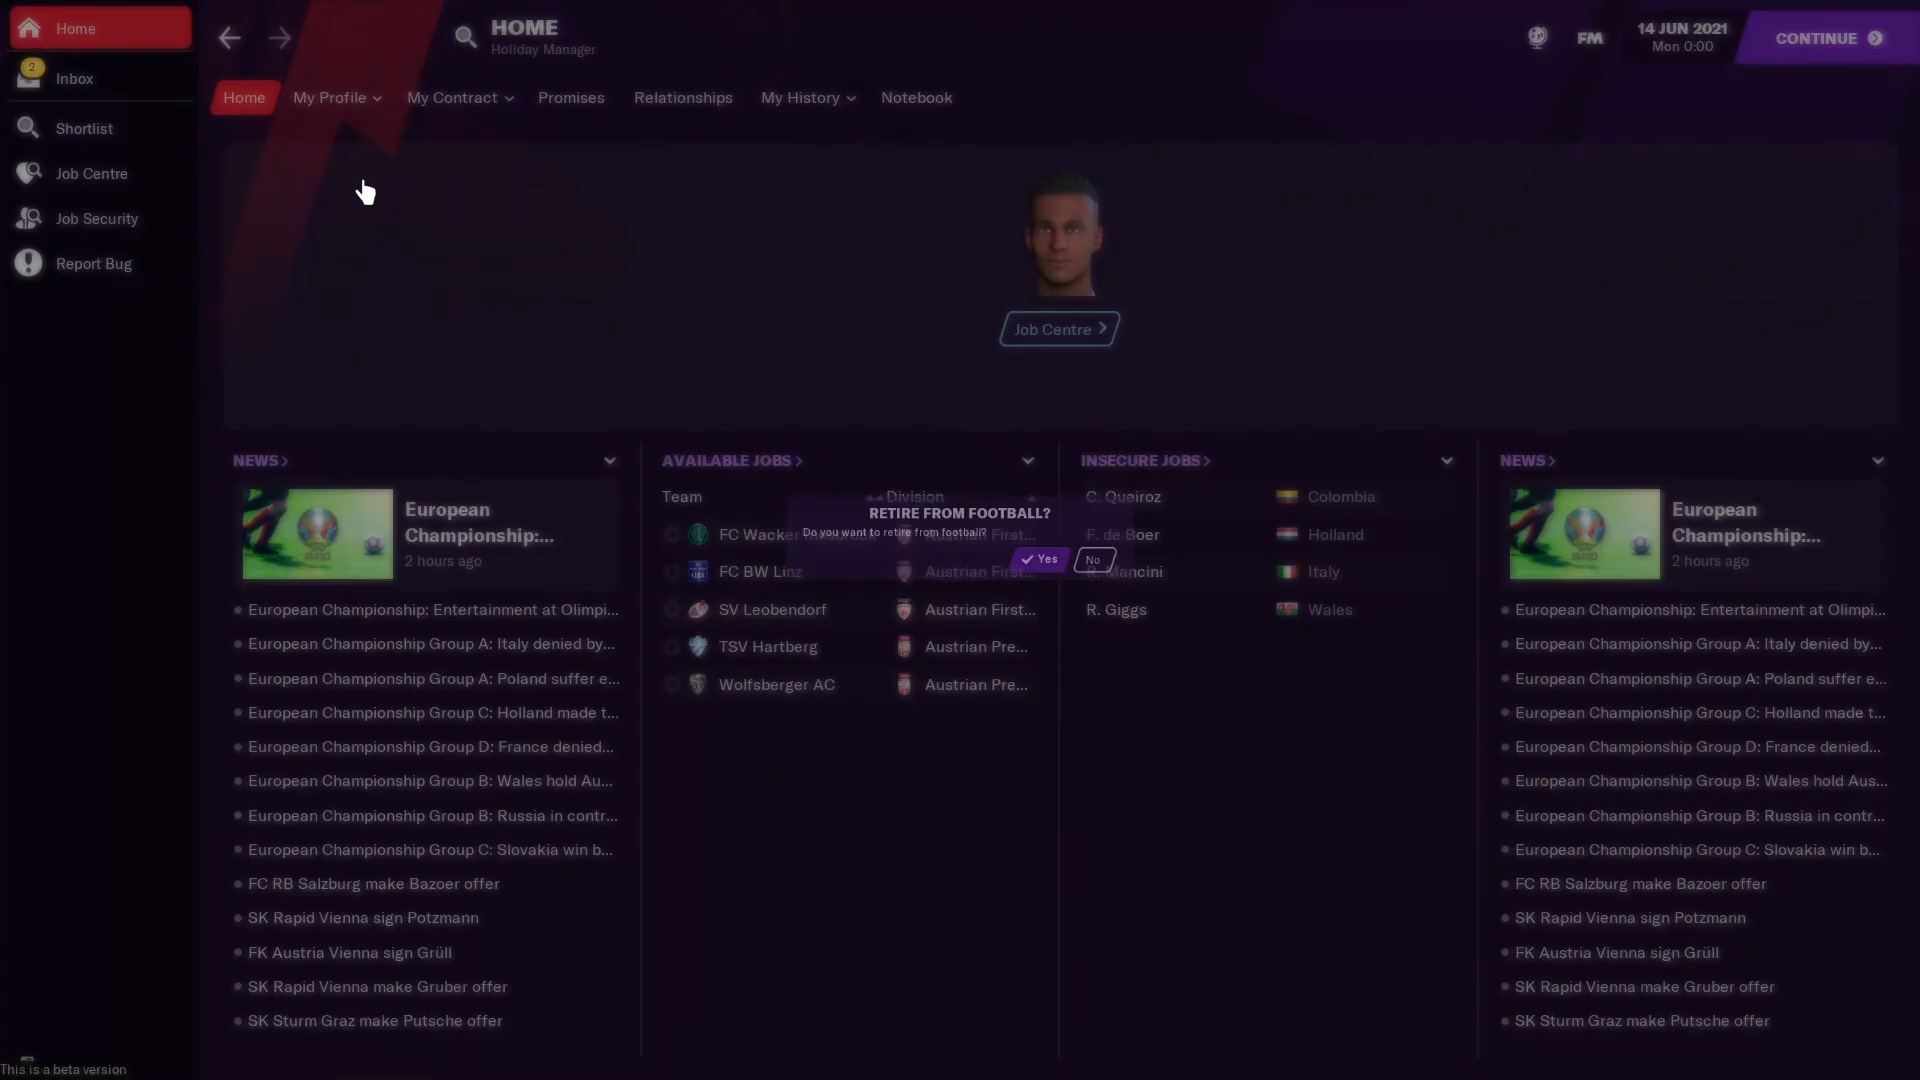 Home
2
Inbox
Shortlist
Job Centre
Job Security
Report Bug
This is a beta version
HOME
Holiday Manager
FM
14 JUN 2021
Mon 0:00
CONTINUE
Home
My Profile
My Contract
Promises
Relationships
My History
Notebook
Job Centre
NEWS
European
Championship:...
2 hours ago
European Championship: Entertainment at Olimpi...
European Championship Group A: Italy denied by...
European Championship Group A: Poland suffer e...
European Championship Group C: Holland made t...
European Championship Group D: France denied...
European Championship Group B: Wales hold Au...
European Championship Group B: Russia in contr...
European Championship Group C: Slovakia win b...
FC RB Salzburg make Bazoer offer
SK Rapid Vienna sign Potzmann
FK Austria Vienna sign Grüll
SK Rapid Vienna make Gruber offer
SK Sturm Graz make Putsche offer
AVAILABLE JOBS
Team Division
FC Wacker Innsbruck Austrian First...
FC BW Linz Austrian First...
SV Leobendorf Austrian First...
TSV Hartberg Austrian Pre...
Wolfsberger AC Austrian Pre...
RETIRE FROM FOOTBALL?
Do you want to retire from football?
Yes
No
INSECURE JOBS
C. Queiroz Colombia
F. de Boer Holland
R. Mancini Italy
R. Giggs Wales
NEWS
European
Championship:...
2 hours ago
European Championship: Entertainment at Olimpi...
European Championship Group A: Italy denied by...
European Championship Group A: Poland suffer e...
European Championship Group C: Holland made t...
European Championship Group D: France denied...
European Championship Group B: Wales hold Aus...
European Championship Group B: Russia in contr...
European Championship Group C: Slovakia win b...
FC RB Salzburg make Bazoer offer
SK Rapid Vienna sign Potzmann
FK Austria Vienna sign Grüll
SK Rapid Vienna make Gruber offer
SK Sturm Graz make Putsche offer